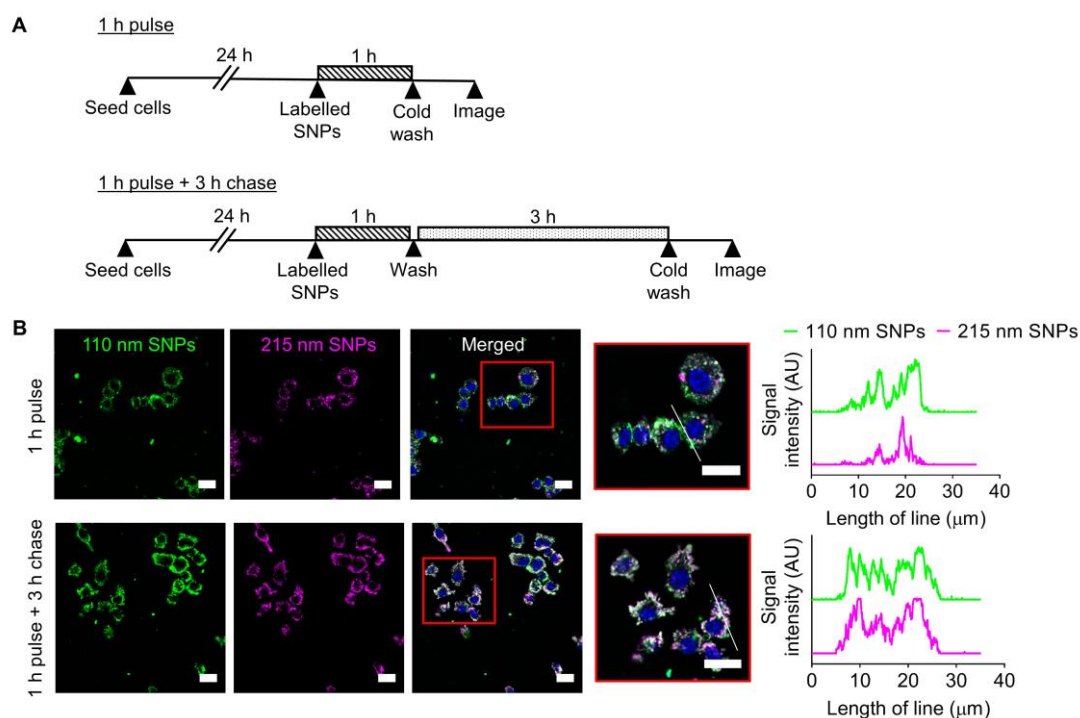 A
1 h pulse
24 h
1 h
Seed cells
Labelled
SNPs
Cold
wash
Image
1 h pulse + 3 h chase
24 h
1 h
3 h
Seed cells
Labelled
SNPs
Wash
Cold
wash
Image
B
110 nm SNPs
215 nm SNPs
Merged
110 nm SNPs
215 nm SNPs
1 h pulse
Signal
intensity (AU)
0 10 20 30 40
Length of line (μm)
1 h pulse + 3 h chase
Signal
intensity (AU)
0 10 20 30 40
Length of line (μm)